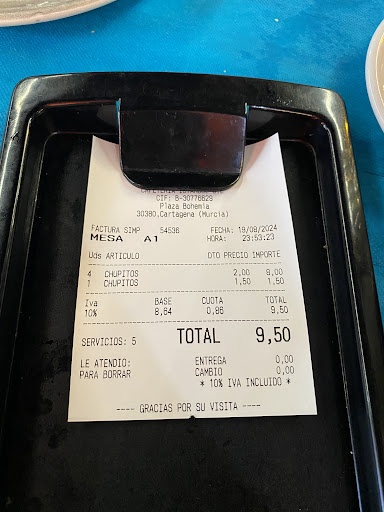 CIF: B-30776629
Plaza Bohemia
30380,Cartagena (Murcia)
FACTURA SIMP 54536 FECHA: 19/08/2024
MESA A1 HORA: 23:53:23
Uds ARTICULO DTO PRECIO IMPORTE
4 CHUPITOS 2,00 8,00
1 CHUPITOS 1,50 1,50
Iva BASE CUOTA TOTAL
10% 8,64 0,86 9,50
SERVICIOS: 5 TOTAL 9,50
LE ATENDIO: ENTREGA 0,00
PARA BORRAR CAMBIO 0,00
* 10% IVA INCLUIDO *
---- GRACIAS POR SU VISITA ----